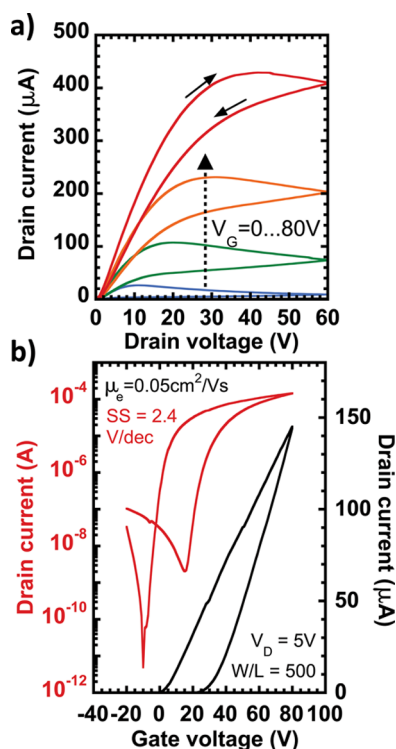 a)
500
400
300
200
100
0
Drain current (μA)
V_G=0...80V
0 10 20 30 40 50 60
Drain voltage (V)
b)
μ_e=0.05cm²/Vs
SS = 2.4
V/dec
10⁻⁴
10⁻⁶
10⁻⁸
10⁻¹⁰
10⁻¹²
Drain current (A)
150
100
50
0
Drain current (μA)
V_D = 5V
W/L = 500
-40 -20 0 20 40 60 80 100
Gate voltage (V)